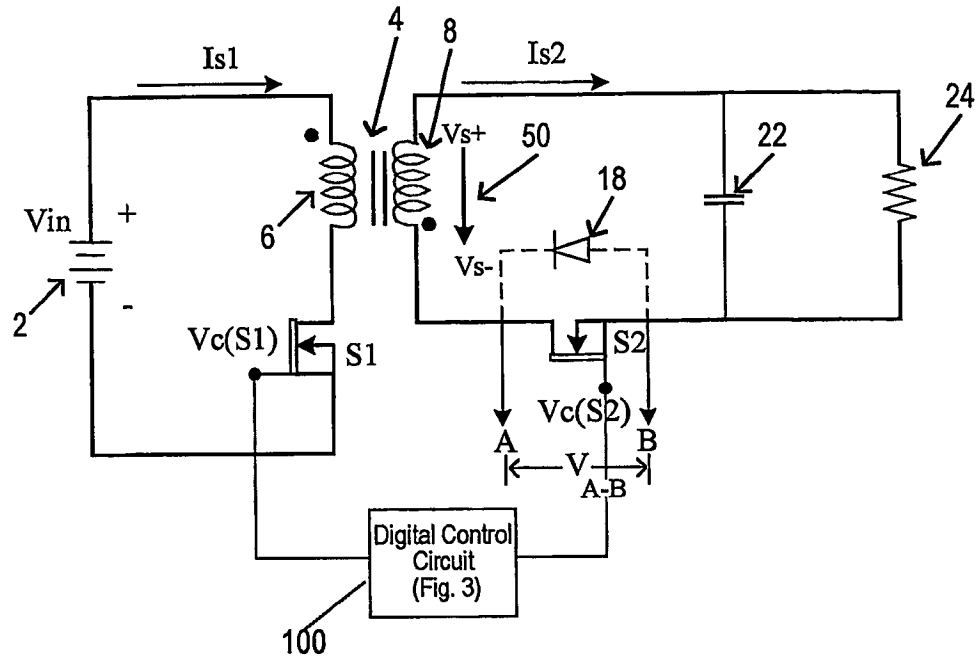 4
8
Is1
Is2
24
Vs+
50
22
18
Vin
+
6
Vs-
2
-
Vc(S1)
S1
S2
Vc(S2)
A
B
V
A-B
Digital Control
Circuit
(Fig. 3)
100